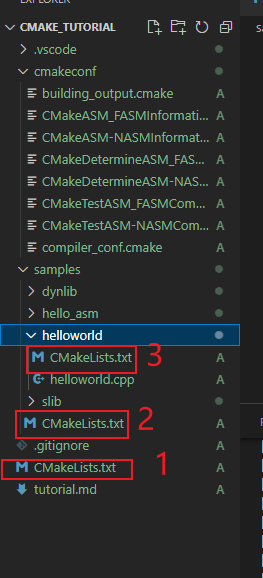 CMAKE_TUTORIAL
.vscode
cmakeconf
building_output.cmake A
CMakeASM_FASMInformati... A
CMakeASM-NASMInformat... A
CMakeDetermineASM_FAS... A
CMakeDetermineASM-NAS... A
CMakeTestASM_FASMCom... A
CMakeTestASM-NASMCom... A
compiler_conf.cmake A
samples
dynlib
hello_asm
helloworld
CMakeLists.txt 3 A
helloworld.cpp A
slib
CMakeLists.txt 2 A
.gitignore A
CMakeLists.txt 1 A
tutorial.md A